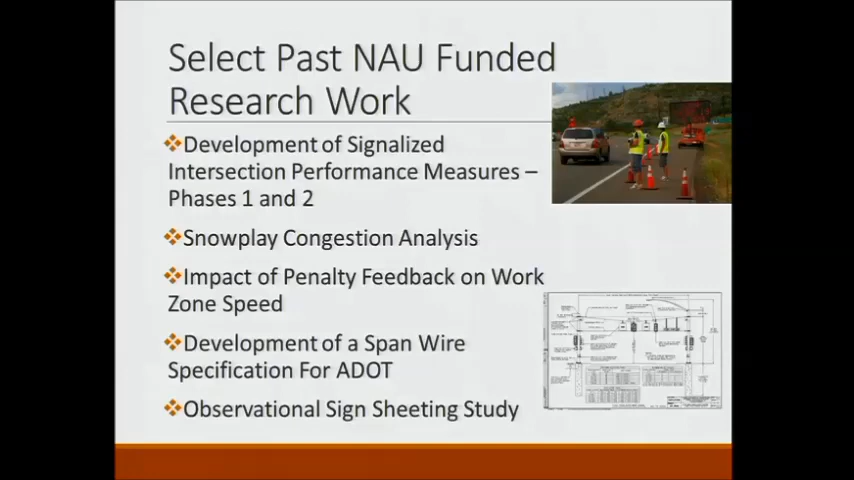 Select Past NAU Funded
Research Work
Development of Signalized
Intersection Performance Measures –
Phases 1 and 2
Snowplay Congestion Analysis
Impact of Penalty Feedback on Work
Zone Speed
Development of a Span Wire
Specification For ADOT
Observational Sign Sheeting Study